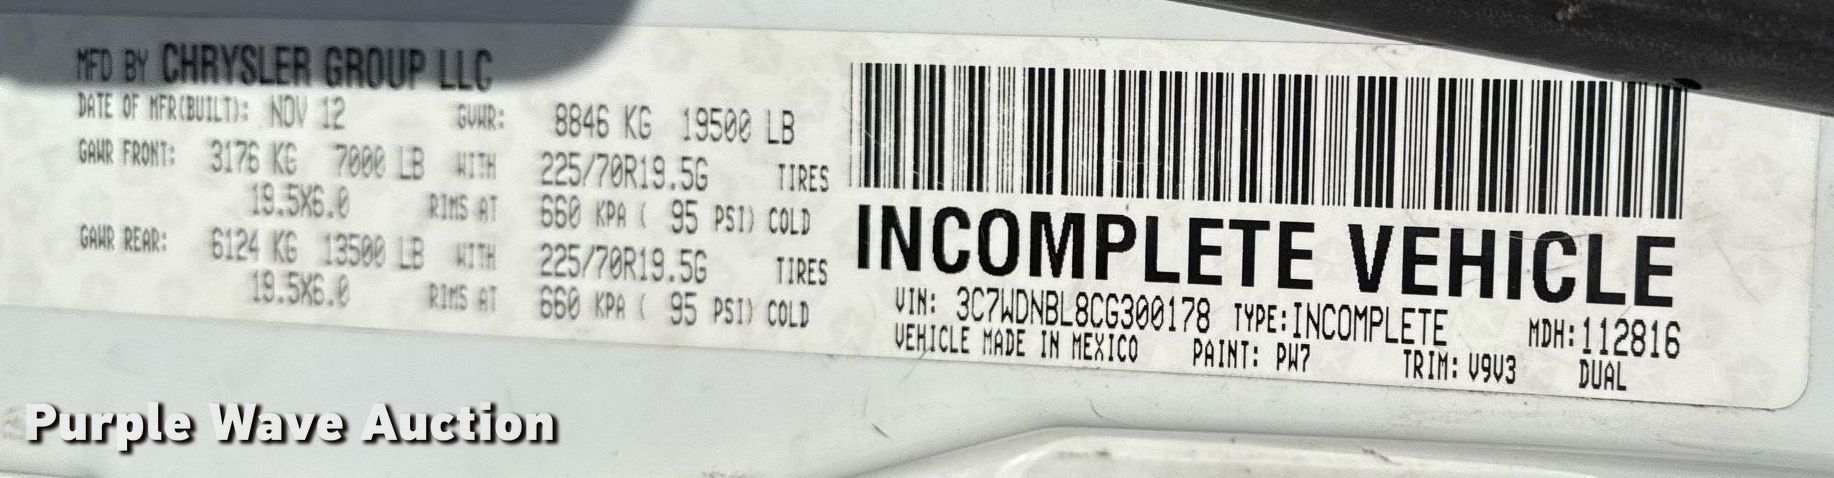 MFD BY CHRYSLER GROUP LLC
DATE OF MFR(BUILT): NOV 12 GVWR: 8846 KG 19500 LB
GAWR FRONT: 3176 KG 7000 LB WITH 225/70R19.5G TIRES
19.5X6.0 RIMS AT 660 KPA ( 95 PSI) COLD
GAWR REAR: 6124 KG 13500 LB WITH 225/70R19.5G TIRES
19.5X6.0 RIMS AT 660 KPA ( 95 PSI) COLD
INCOMPLETE VEHICLE
VIN: 3C7WDNBL8CG300178 TYPE: INCOMPLETE MDH: 112816
VEHICLE MADE IN MEXICO PAINT: PW7 TRIM: V9V3 DUAL
Purple Wave Auction